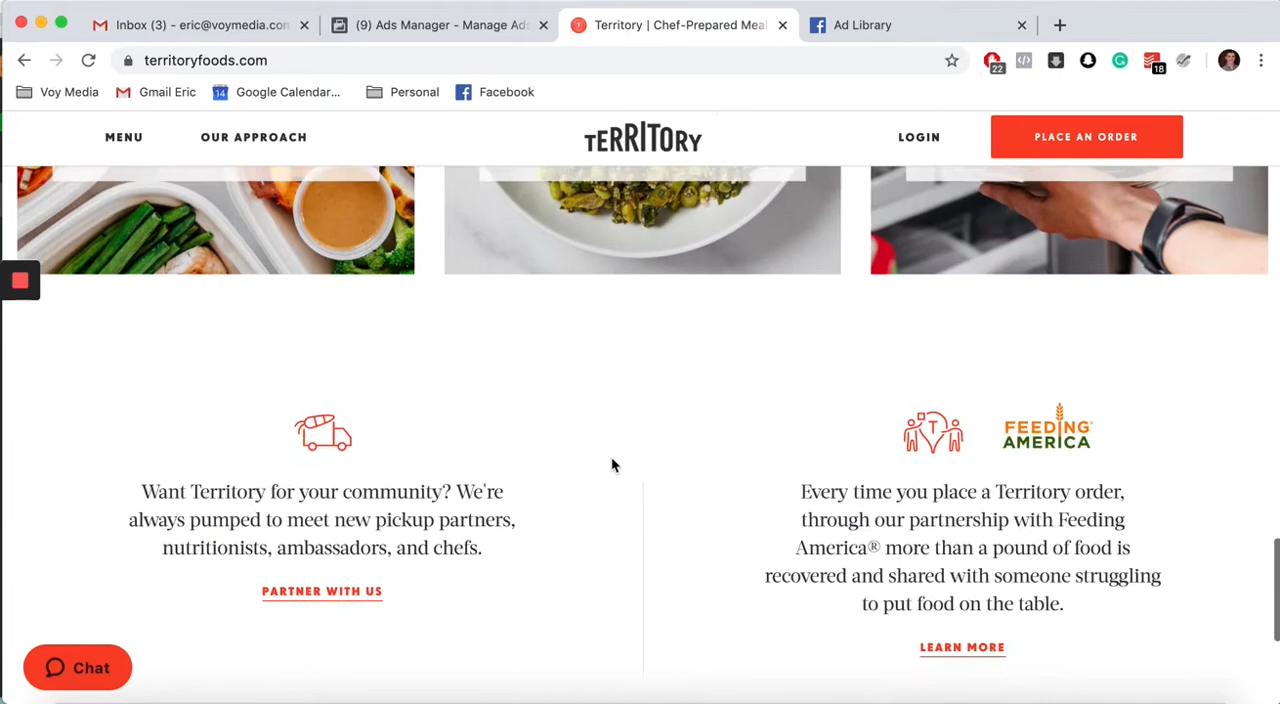 Inbox (3) - eric@voymedia.con
(9) Ads Manager - Manage Ads
Territory | Chef-Prepared Meal
Ad Library
territoryfoods.com
22
18
Voy Media
Gmail Eric
14
Google Calendar...
Personal
Facebook
MENU
OUR APPROACH
TERRITORY
LOGIN
PLACE AN ORDER
T
FEEDING
AMERICA
Want Territory for your community? We're
always pumped to meet new pickup partners,
nutritionists, ambassadors, and chefs.
PARTNER WITH US
Every time you place a Territory order,
through our partnership with Feeding
America® more than a pound of food is
recovered and shared with someone struggling
to put food on the table.
LEARN MORE
Chat